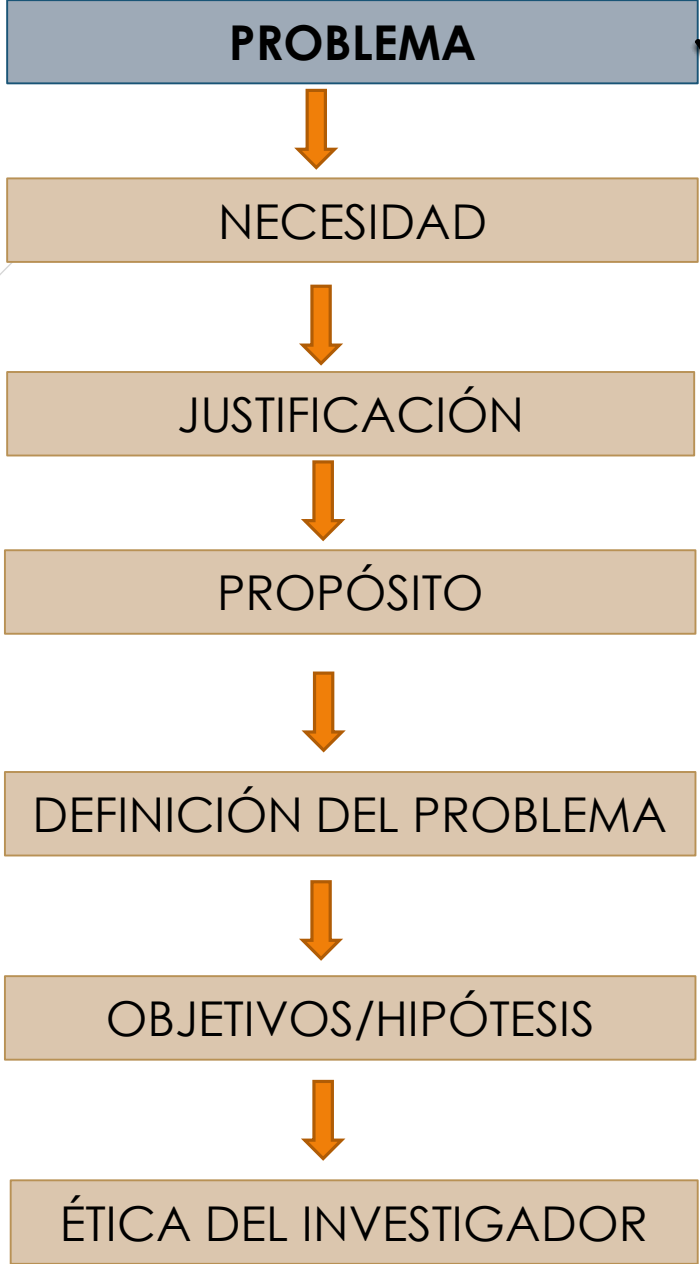 PROBLEMA
NECESIDAD
JUSTIFICACIÓN
PROPÓSITO
DEFINICIÓN DEL PROBLEMA
OBJETIVOS/HIPÓTESIS
ÉTICA DEL INVESTIGADOR